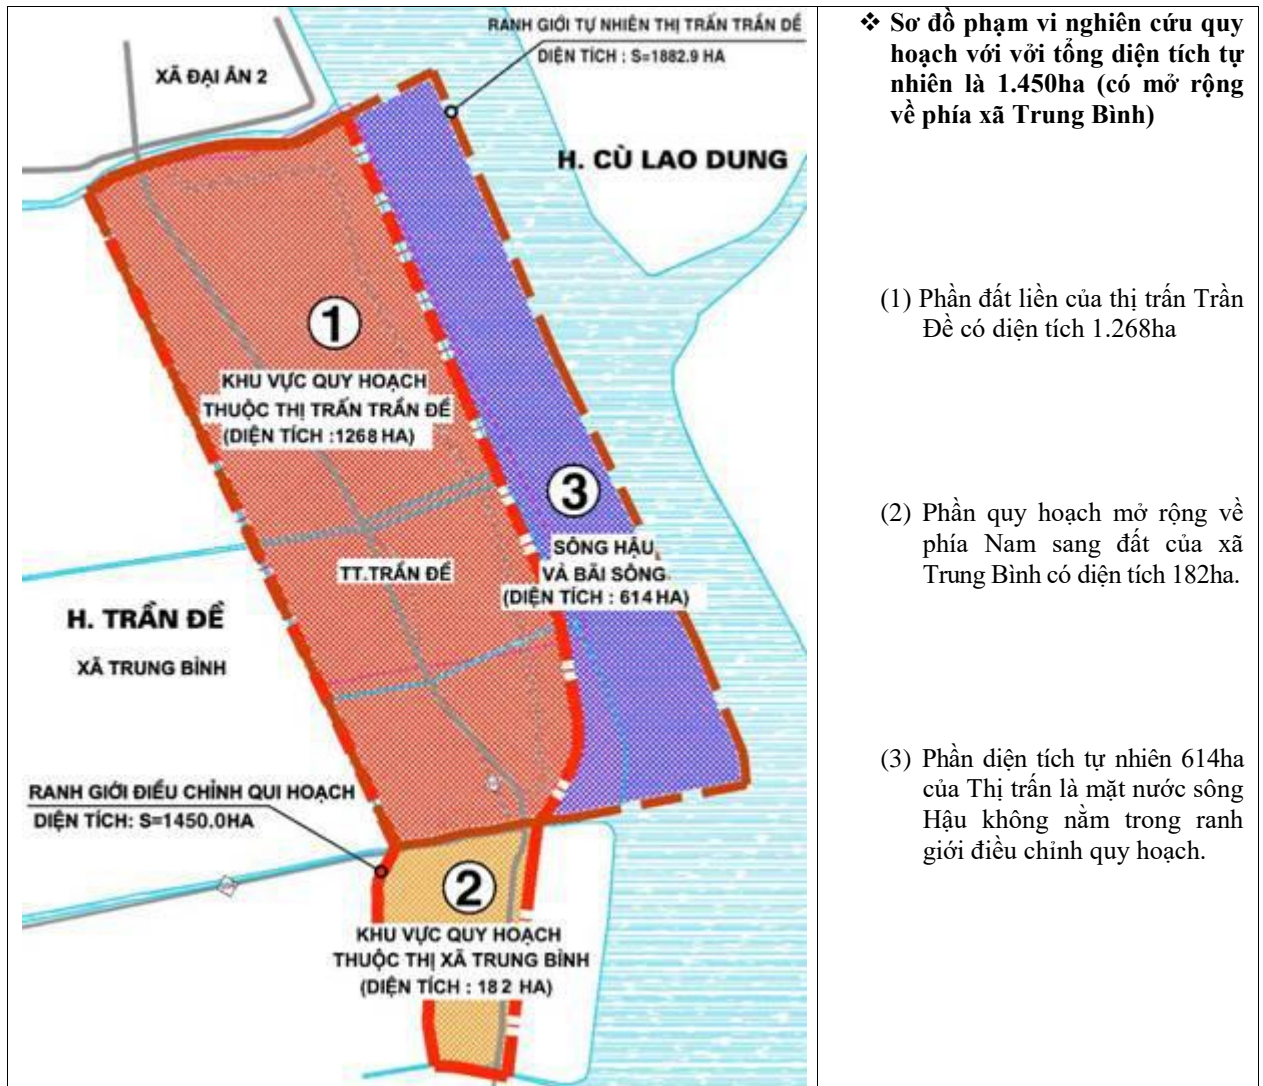 RANH GIỚI TỰ NHIÊN THỊ TRẤN TRẦN ĐỀ
DIỆN TÍCH : S=1882.9 HA
XÃ ĐẠI ÂN 2
H. CÙ LAO DUNG
1
KHU VỰC QUY HOẠCH
THUỘC THỊ TRẤN TRẦN ĐỀ
(DIỆN TÍCH :1268 HA)
3
SÔNG HẬU
VÀ BÃI SÔNG
(DIỆN TÍCH : 614 HA)
TT.TRẦN ĐỀ
H. TRẦN ĐỀ
XÃ TRUNG BÌNH
RANH GIỚI ĐIỀU CHỈNH QUI HOẠCH
DIỆN TÍCH: S=1450.0HA
2
KHU VỰC QUY HOẠCH
THUỘC THỊ XÃ TRUNG BÌNH
(DIỆN TÍCH : 182 HA)
❖ Sơ đồ phạm vi nghiên cứu quy
hoạch với vởi tổng diện tích tự
nhiên là 1.450ha (có mở rộng
về phía xã Trung Bình)
(1) Phần đất liền của thị trấn Trần
Đề có diện tích 1.268ha
(2) Phần quy hoạch mở rộng về
phía Nam sang đất của xã
Trung Bình có diện tích 182ha.
(3) Phần diện tích tự nhiên 614ha
của Thị trấn là mặt nước sông
Hậu không nằm trong ranh
giới điều chỉnh quy hoạch.